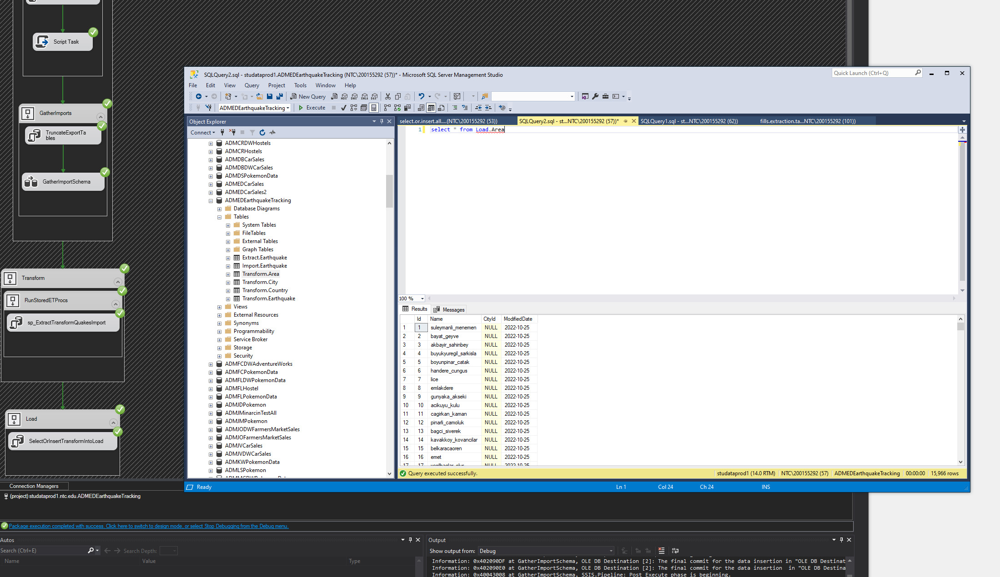 Script Task
GatherImports
TruncateExportTa
bles
GatherImportSchema
Transform
RunStoredETProcs
sp_ExtractTransformQuakesImport
Load
SelectOrInsertTransformIntoLoad
SQLQuery2.sql - studataprod1.ADMEDEarthquakeTracking (NTC\200155292 (57))* - Microsoft SQL Server Management Studio
Quick Launch (Ctrl+Q)
File Edit View Query Project Tools Window Help
New Query
MDX DMX XMLA DAX
ADMEDEarthquakeTracking Execute
Object Explorer
Connect
ADMCRDWHostels
ADMCRHostels
ADMDBCarSales
ADMDBDWCarSales
ADMDSPokemonData
ADMEDCarSales
ADMEDCarSales2
ADMEDEarthquakeTracking
Database Diagrams
Tables
System Tables
FileTables
External Tables
Graph Tables
Extract.Earthquake
Import.Earthquake
Transform.Area
Transform.City
Transform.Country
Transform.Earthquake
Views
External Resources
Synonyms
Programmability
Service Broker
Storage
Security
ADMFCDWAdventureWorks
ADMFCPokemonData
ADMFLDWPokemonData
ADMFLHostel
ADMFLPokemonData
ADMJDPokemon
ADMJMinarcinTestAll
ADMJMPokemon
ADMJODWFarmersMarketSales
ADMJOFarmersMarketSales
ADMJVCarSales
ADMJVDWCarSales
ADMKWPokemonData
ADMLSPokemon
select.or.insert.all....(NTC\200155292 (53)) SQLQuery2.sql - st...NTC\200155292 (57))* SQLQuery1.sql - st...NTC\200155292 (62)) fills.extraction.ta...NTC\200155292 (101))
1 select * from Load.Area
100 %
Results Messages
Id Name CityId ModifiedDate
1 1 suleymanli_menemen NULL 2022-10-25
2 2 bayat_geyve NULL 2022-10-25
3 3 akbayir_sahinbey NULL 2022-10-25
4 4 buyukyuregil_sarkisla NULL 2022-10-25
5 5 boyunpinar_catak NULL 2022-10-25
6 6 handere_cungus NULL 2022-10-25
7 7 lice NULL 2022-10-25
8 8 emlakdere NULL 2022-10-25
9 9 gunyaka_akseki NULL 2022-10-25
10 10 acikuyu_kulu NULL 2022-10-25
11 11 cagirkan_kaman NULL 2022-10-25
12 12 pinarli_camoluk NULL 2022-10-25
13 13 bagci_siverek NULL 2022-10-25
14 14 kavakkoy_kovancilar NULL 2022-10-25
15 15 belkaracaoren NULL 2022-10-25
16 16 emet NULL 2022-10-25
17 17 NULL 2022-10-25
Query executed successfully. studataprod1 (14.0 RTM) NTC\200155292 (57) ADMEDEarthquakeTracking 00:00:00 15,966 rows
Ready Ln 1 Col 24 Ch 24 INS
Connection Managers
(project) studataprod1.ntc.edu.ADMEDEarthquakeTracking
Package execution completed with success. Click here to switch to design mode, or select Stop Debugging from the Debug menu.
Autos
Search (Ctrl+E) Search Depth:
Name Value Type
Output
Show output from: Debug
Information: 0x402090DF at GatherImportSchema, OLE DB Destination [2]: The final commit for the data insertion in "OLE DB Destinat
Information: 0x402090E0 at GatherImportSchema, OLE DB Destination [2]: The final commit for the data insertion  in "OLE DB Destina
Information: 0x40043008 at GatherImportSchema, SSIS.Pipeline: Post Execute phase is beginning.